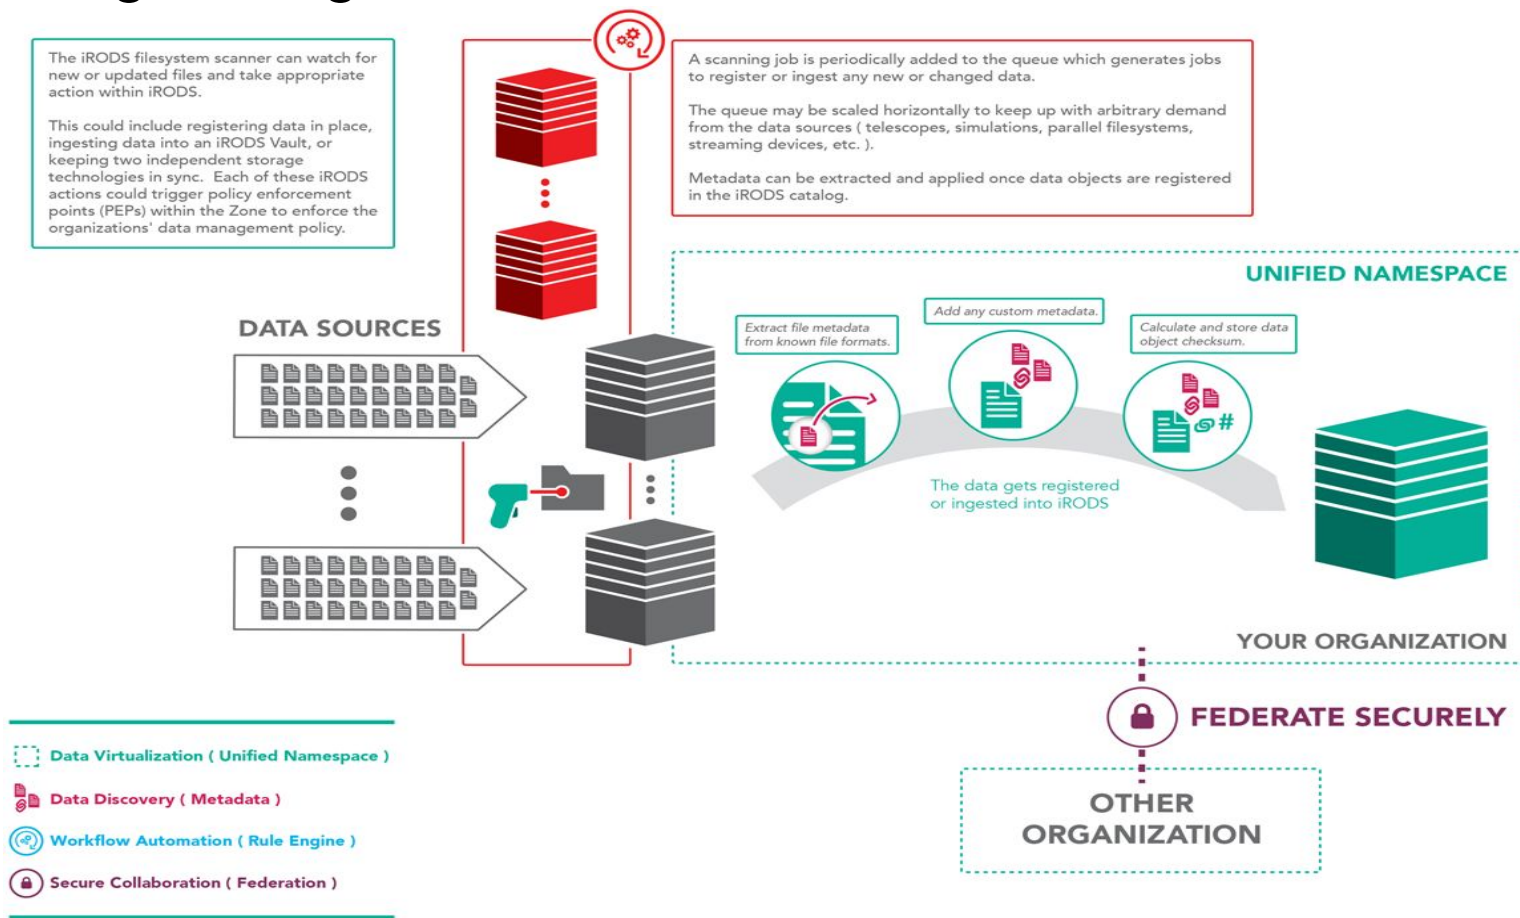 The iRODS filesystem scanner can watch for
new or updated files and take appropriate
action within iRODS.
This could include registering data in place,
ingesting data into an iRODS Vault, or
keeping two independent storage
technologies in sync. Each of these iRODS
actions could trigger policy enforcement
points (PEPs) within the Zone to enforce the
organizations' data management policy.
A scanning job is periodically added to the queue which generates jobs
to register or ingest any new or changed data.
The queue may be scaled horizontally to keep up with arbitrary demand
from the data sources ( telescopes, simulations, parallel filesystems,
streaming devices, etc. ).
Metadata can be extracted and applied once data objects are registered
in the iRODS catalog.
UNIFIED NAMESPACE
DATA SOURCES
Extract file metadata
from known file formats.
Add any custom metadata.
Calculate and store data
object checksum.
#
The data gets registered
or ingested into iRODS
YOUR ORGANIZATION
FEDERATE SECURELY
OTHER
ORGANIZATION
Data Virtualization ( Unified Namespace )
Data Discovery ( Metadata )
Workflow Automation ( Rule Engine )
Secure Collaboration ( Federation )